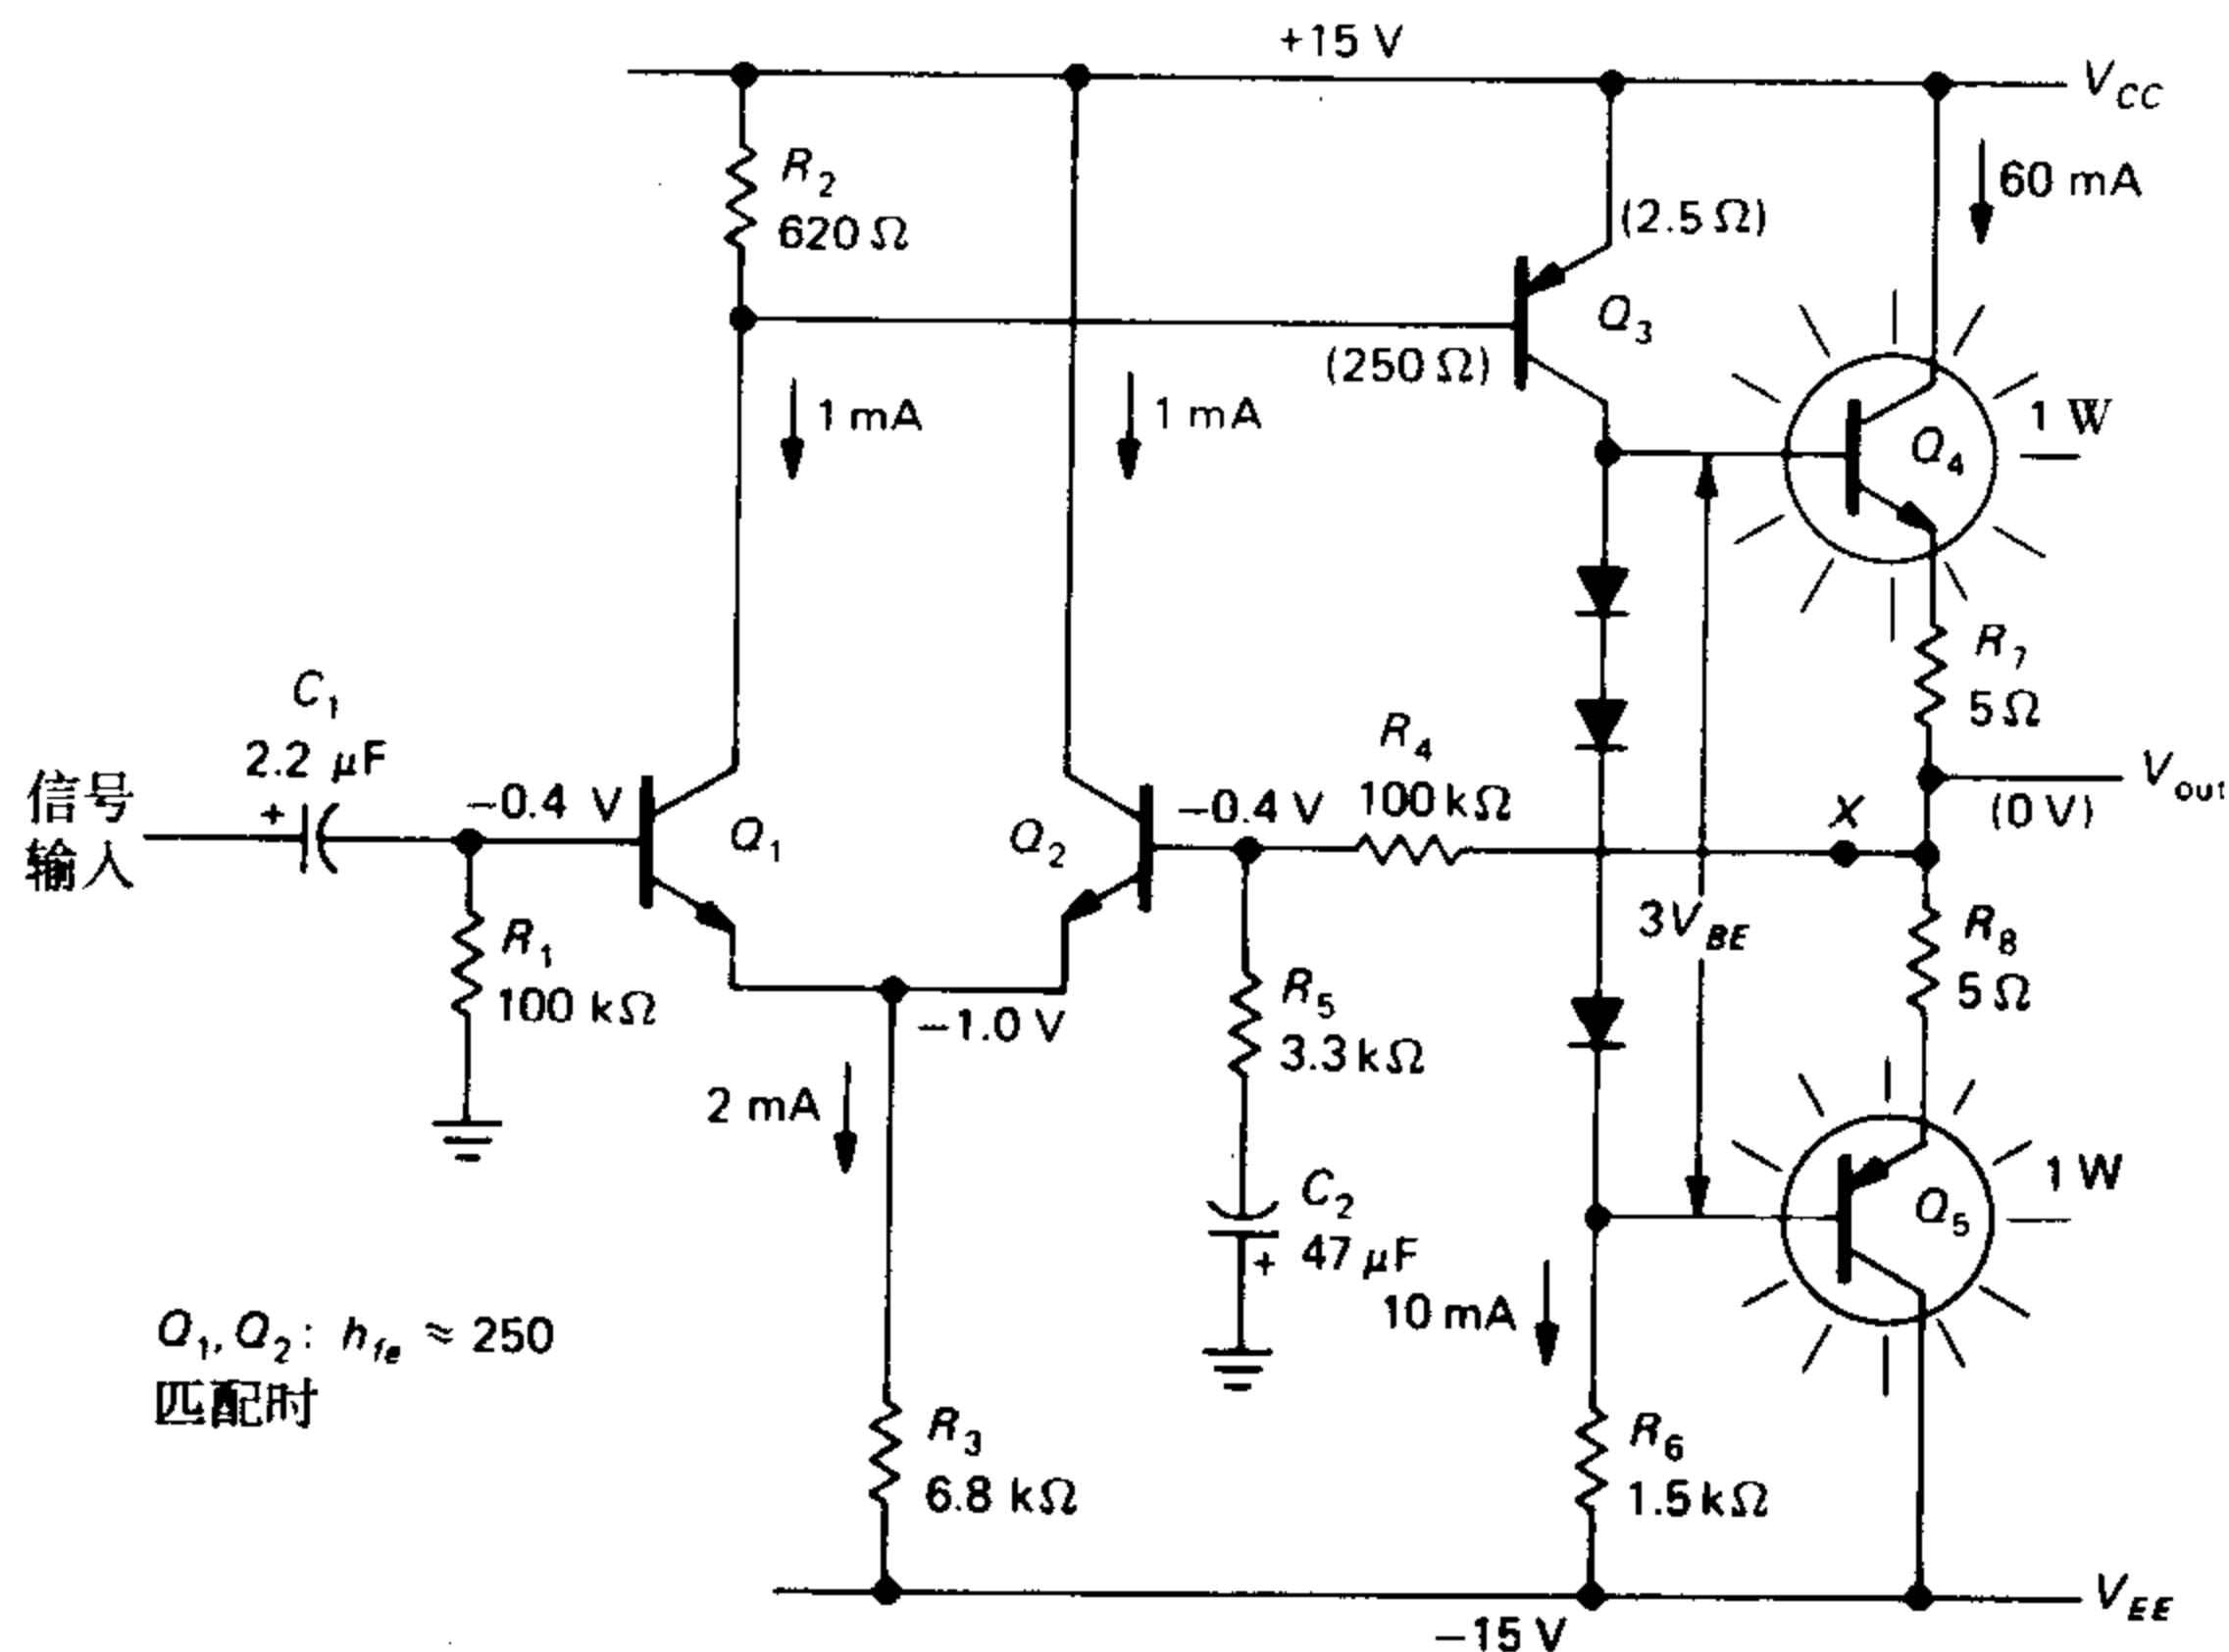 +15 V
V_CC
R_2
620 Ω
60 mA
(2.5 Ω)
Q_3
(250 Ω)
1 mA
1 mA
1 W
Q_4
R_7
5 Ω
C_1
2.2 μF
+
信号
输入
-0.4 V
Q_1
Q_2
-0.4 V
R_4
100 kΩ
X
V_out
(0 V)
R_1
100 kΩ
-1.0 V
R_5
3.3 kΩ
3V_BE
R_8
5 Ω
2 mA
C_2
47 μF
+
1 W
Q_5
10 mA
Q_1, Q_2: h_fe ≈ 250
匹配时
R_3
6.8 kΩ
R_6
1.5 kΩ
-15 V
V_EE